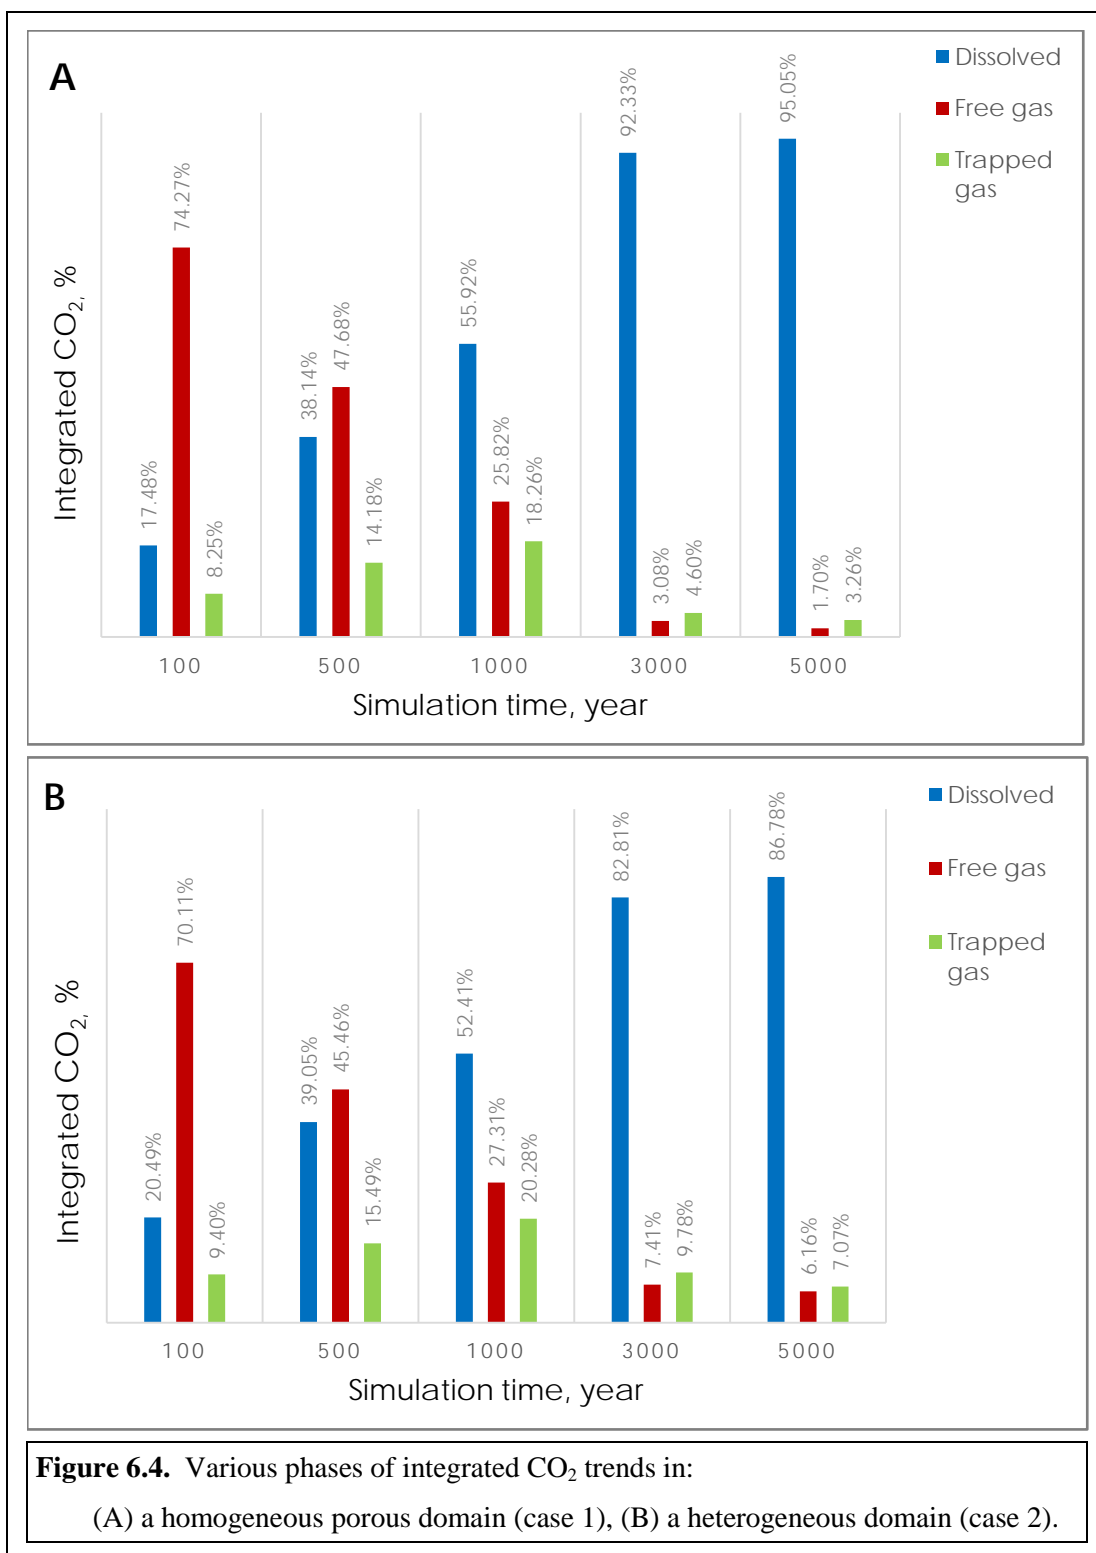 A
Dissolved
Free gas
Trapped
gas
Integrated CO₂, %
17.48%
74.27%
8.25%
38.14%
47.68%
14.18%
55.92%
25.82%
18.26%
92.33%
3.08%
4.60%
95.05%
1.70%
3.26%
100 500 1000 3000 5000
Simulation time, year
B
Dissolved
Free gas
Trapped
gas
Integrated CO₂, %
20.49%
70.11%
9.40%
39.05%
45.46%
15.49%
52.41%
27.31%
20.28%
82.81%
7.41%
9.78%
86.78%
6.16%
7.07%
100 500 1000 3000 5000
Simulation time, year
Figure 6.4. Various phases of integrated CO₂ trends in:
(A) a homogeneous porous domain (case 1), (B) a heterogeneous domain (case 2).